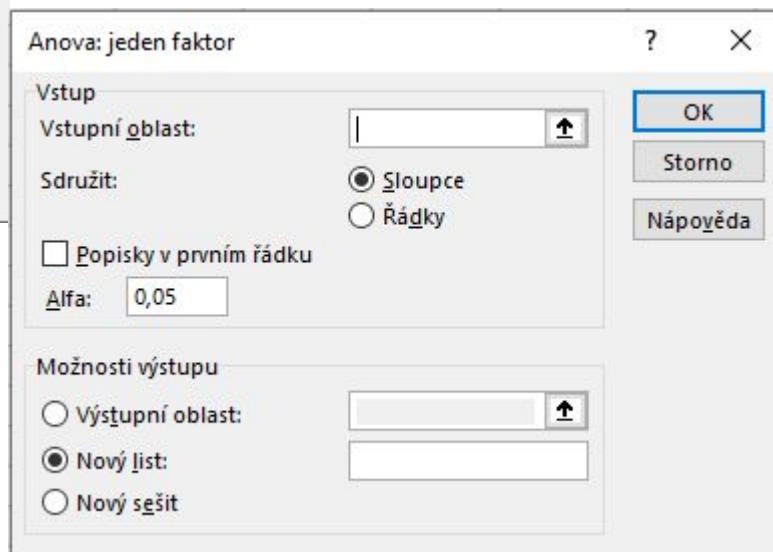 Anova: jeden faktor ? X
Vstup
Vstupní oblast:
OK
Sdružit:
Sloupce
Storno
Řádky
Nápověda
Popisky v prvním řádku
Alfa: 0,05
Možnosti výstupu
Výstupní oblast:
Nový list:
Nový sešit